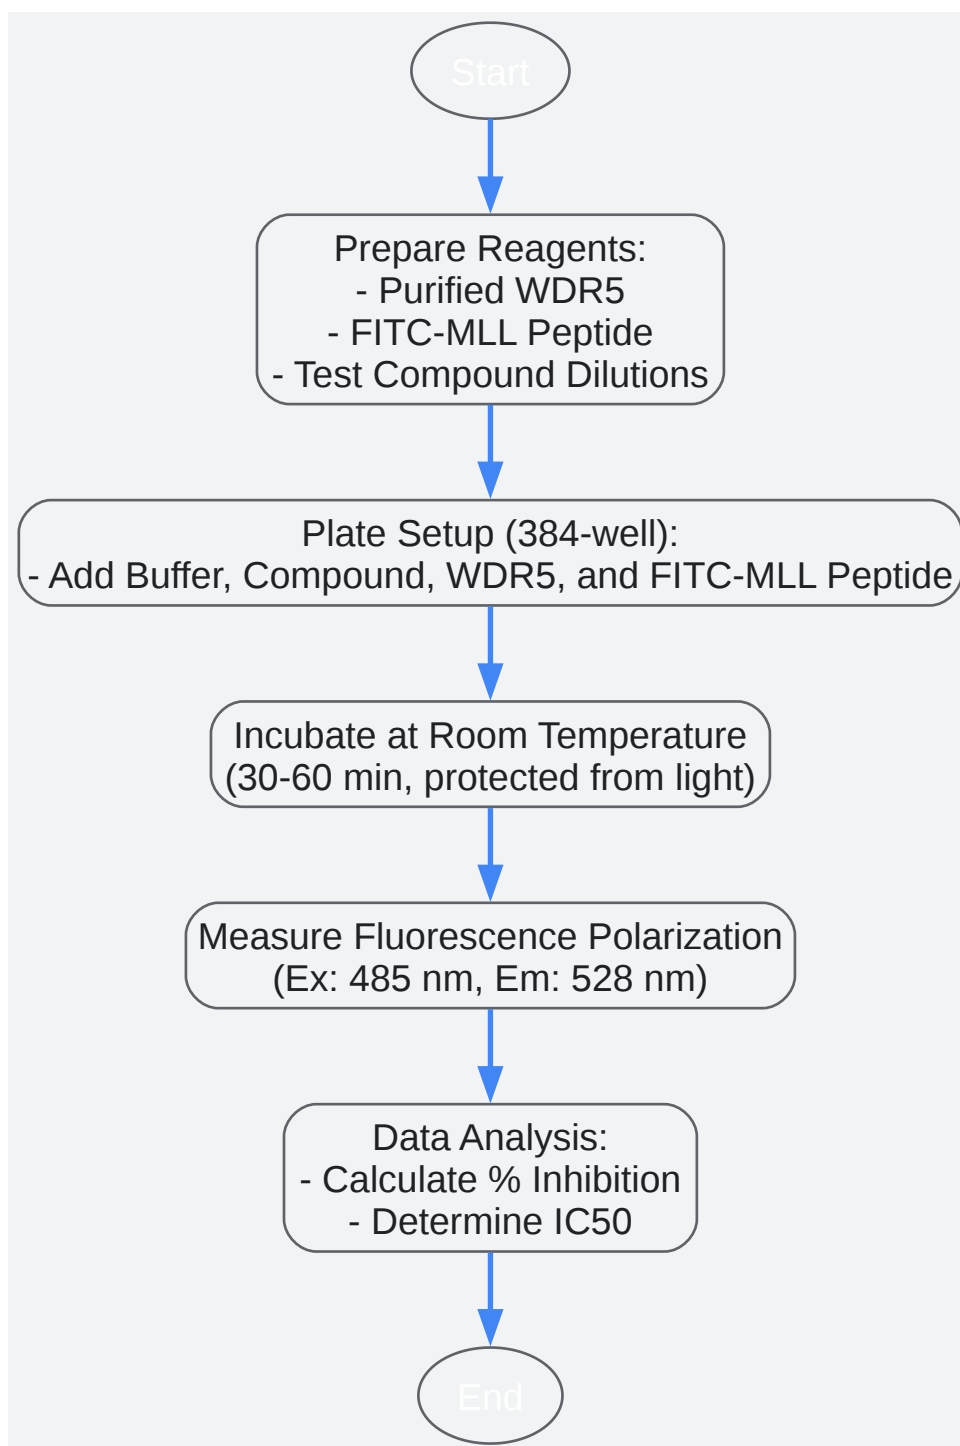 Start
Prepare Reagents:
- Purified WDR5
- FITC-MLL Peptide
- Test Compound Dilutions
Plate Setup (384-well):
- Add Buffer, Compound, WDR5, and FITC-MLL Peptide
Incubate at Room Temperature
(30-60 min, protected from light)
Measure Fluorescence Polarization
(Ex: 485 nm, Em: 528 nm)
Data Analysis:
- Calculate % Inhibition
- Determine IC50
End